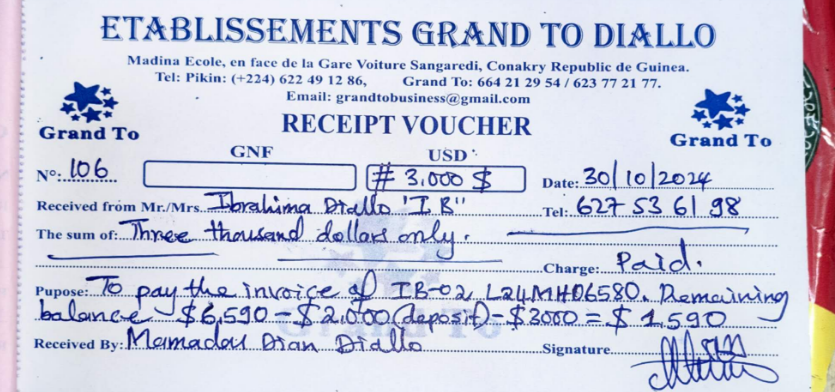 ETABLISSEMENTS GRAND TO DIALLO
Madina Ecole, en face de la Gare Voiture Sangaredi, Conakry Republic de Guinea.
Tel: Pikin: (+224) 622 49 12 86, Grand To: 664 21 29 54 / 623 77 21 77.
Email: grandtobusiness@gmail.com
Grand To
RECEIPT VOUCHER
Grand To
GNF USD
N°: 106 # 3.000 $ Date: 30/10/2024
Received from Mr./Mrs. Ibrahima Diallo "I B" Tel: 627 53 61 98
The sum of: Three thousand dollars only.
Charge: Paid.
Pupose: To pay the invoice of IB-02 L24MH06580. Remaining
balance $6,590 - $2.000 (deposit) - $3000 = $1,590
Received By: Mamadou Dian Diallo Signature